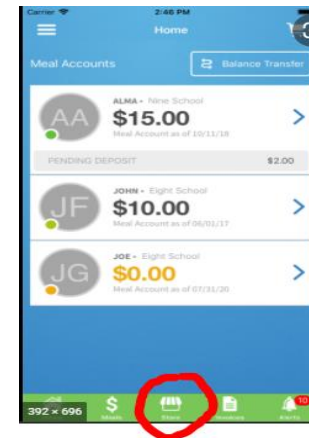 Carrier 2:46 PM
Home
Meal Accounts
Balance Transfer
AA
ALMA - Nine School
$15.00
Meal Account as of 10/11/18
PENDING DEPOSIT $2.00
JF
JOHN - Eight School
$10.00
Meal Account as of 06/01/17
JG
JOE - Eight School
$0.00
Meal Account as of 07/31/20
10
Meals
Store
Invoices
Alerts
392 × 696